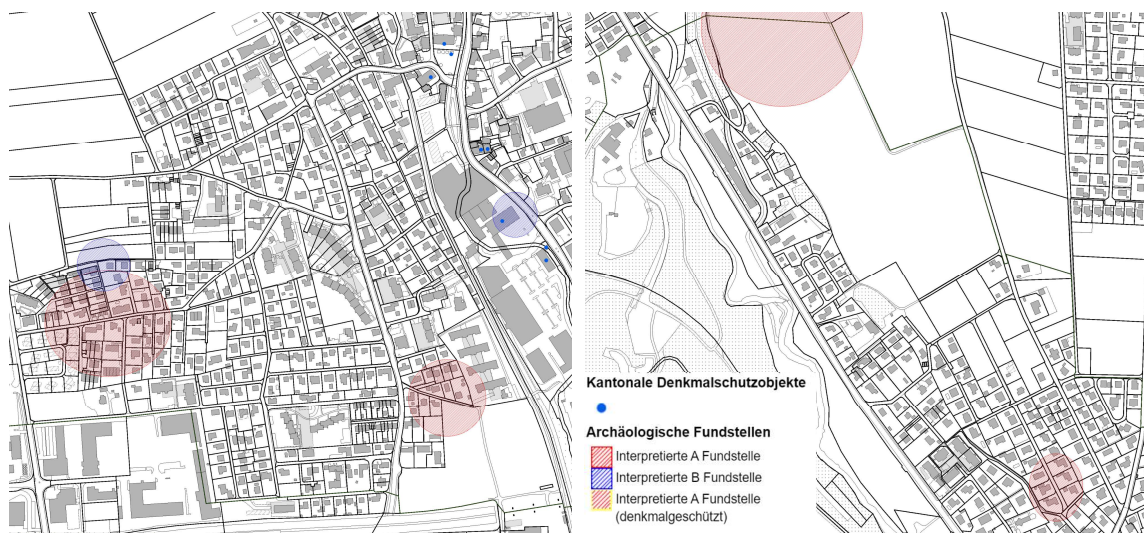 Kantonale Denkmalschutzobjekte
Archäologische Fundstellen
Interpretierte A Fundstelle
Interpretierte B Fundstelle
Interpretierte A Fundstelle
(denkmalgeschützt)